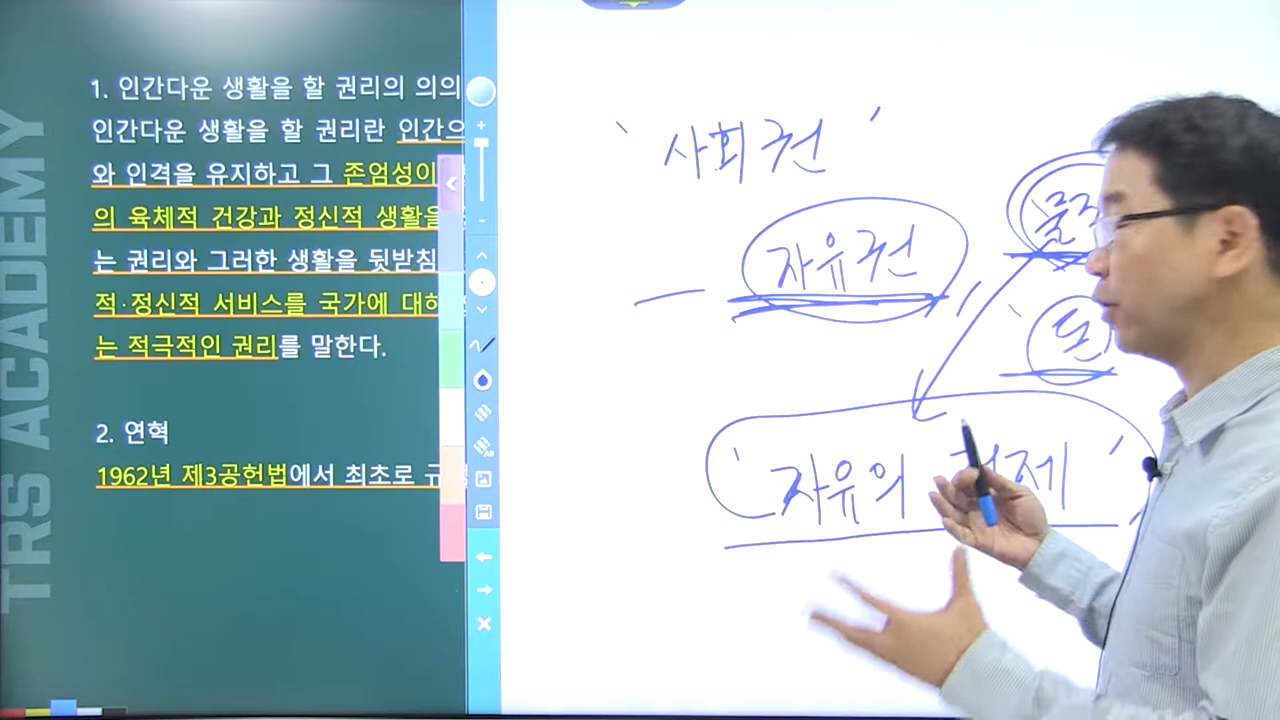 TRS ACADEMY
1. 인간다운 생활을 할 권리의 의의
인간다운 생활을 할 권리란 인간으
와 인격을 유지하고 그 존엄성이
의 육체적 건강과 정신적 생활을
는 권리와 그러한 생활을 뒷받침
적·정신적 서비스를 국가에 대해
는 적극적인 권리를 말한다.
2. 연혁
1962년 제3공헌법에서 최초로 규
'사회권'
자유권
돈
자유의